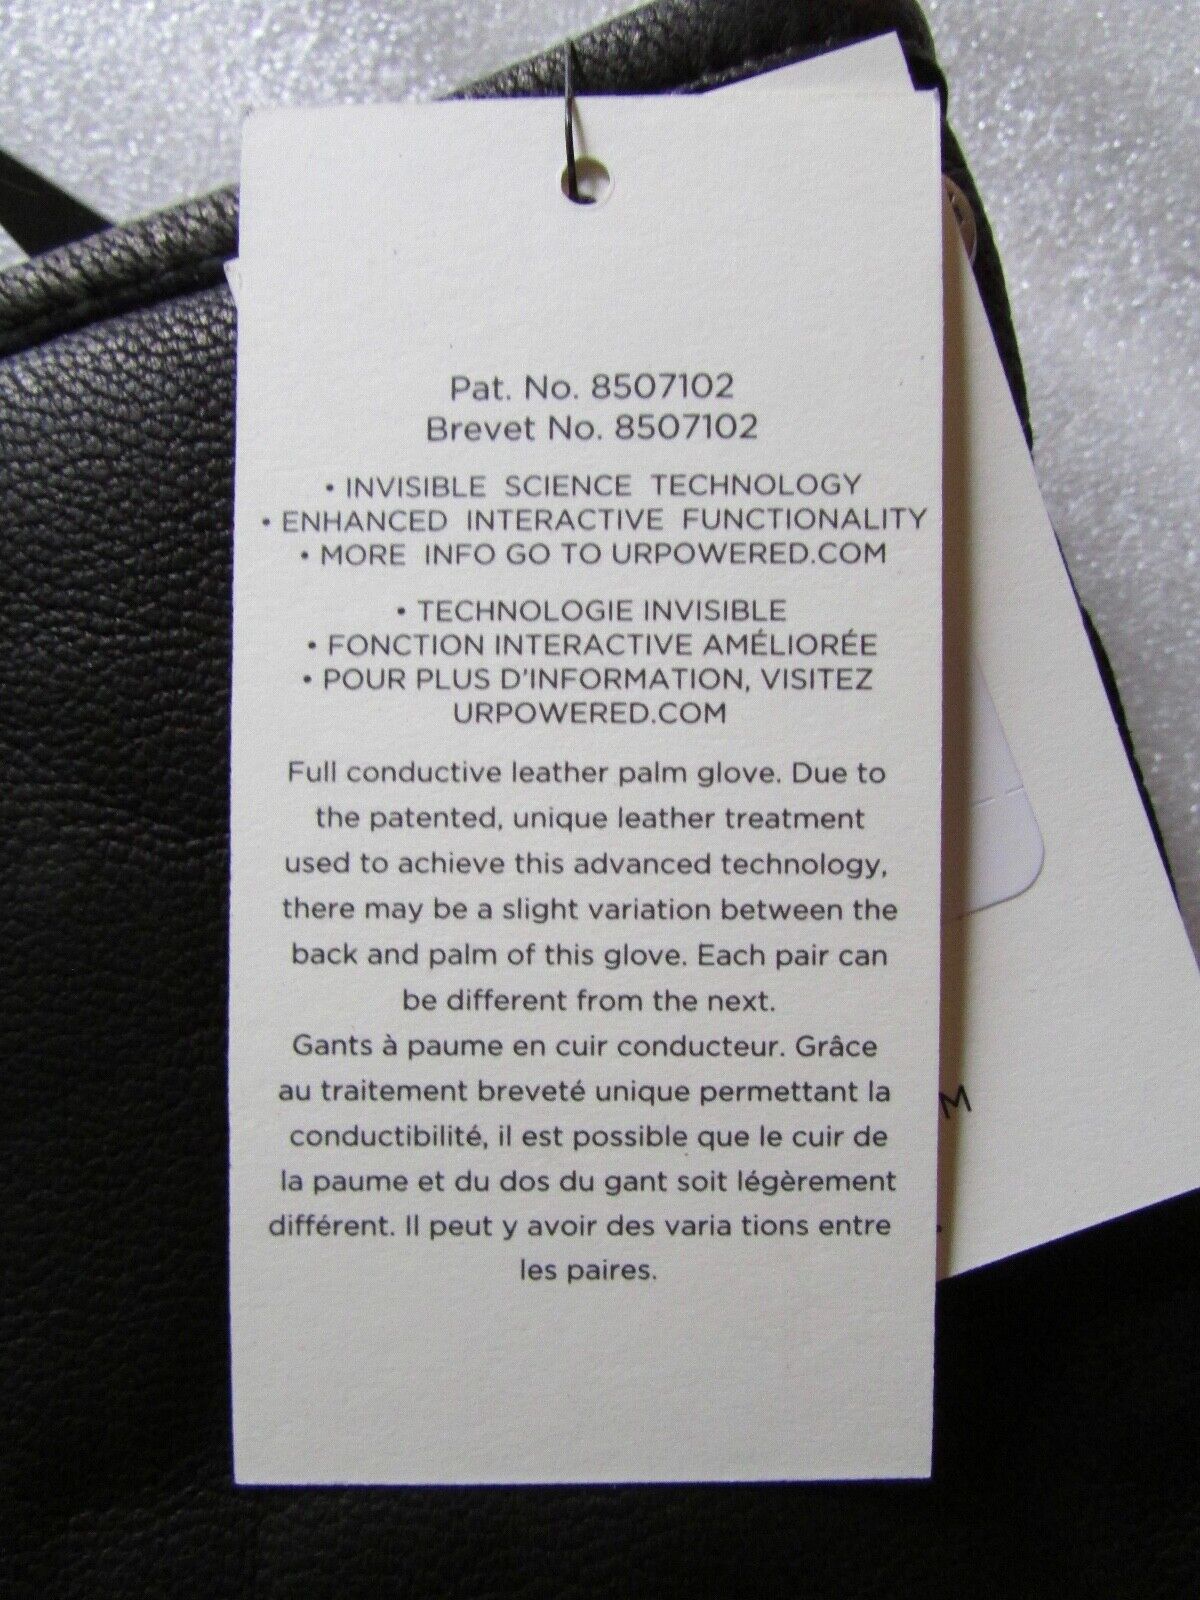 Pat. No. 8507102
Brevet No. 8507102
• INVISIBLE SCIENCE TECHNOLOGY
• ENHANCED INTERACTIVE FUNCTIONALITY
• MORE INFO GO TO URPOWERED.COM
• TECHNOLOGIE INVISIBLE
• FONCTION INTERACTIVE AMÉLIORÉE
• POUR PLUS D'INFORMATION, VISITEZ
URPOWERED.COM
Full conductive leather palm glove. Due to
the patented, unique leather treatment
used to achieve this advanced technology,
there may be a slight variation between the
back and palm of this glove. Each pair can
be different from the next.
Gants à paume en cuir conducteur. Grâce
au traitement breveté unique permettant la
conductibilité, il est possible que le cuir de
la paume et du dos du gant soit légèrement
différent. Il peut y avoir des varia tions entre
les paires.
M